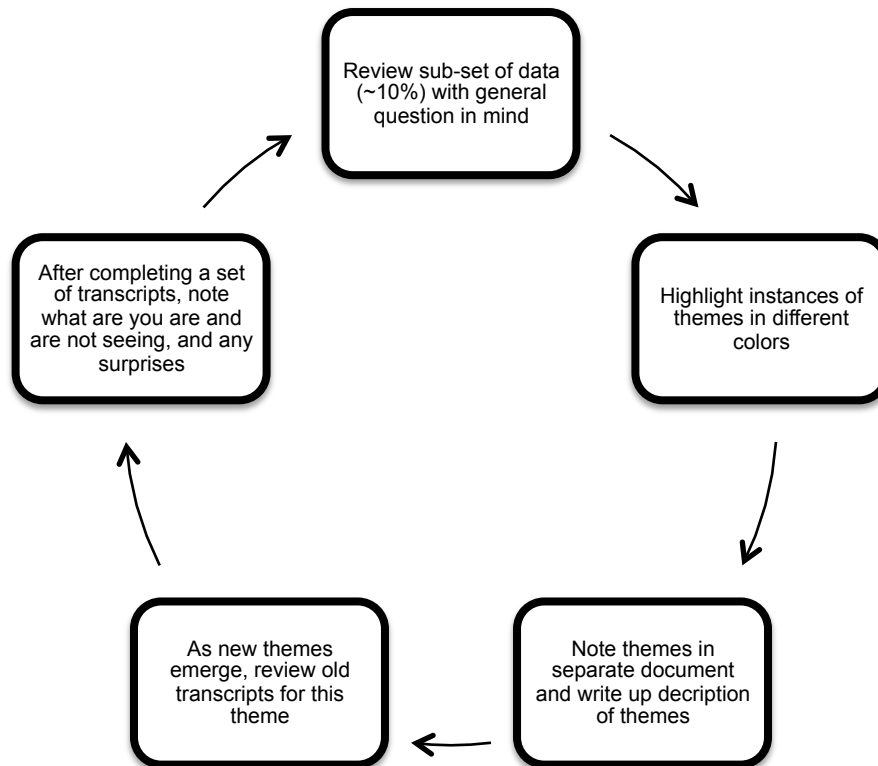 Review sub-set of data
(~10%) with general
question in mind
Highlight instances of
themes in different
colors
Note themes in
separate document
and write up decription
of themes
As new themes
emerge, review old
transcripts for this
theme
After completing a set
of transcripts, note
what are you are and
are not seeing, and any
surprises